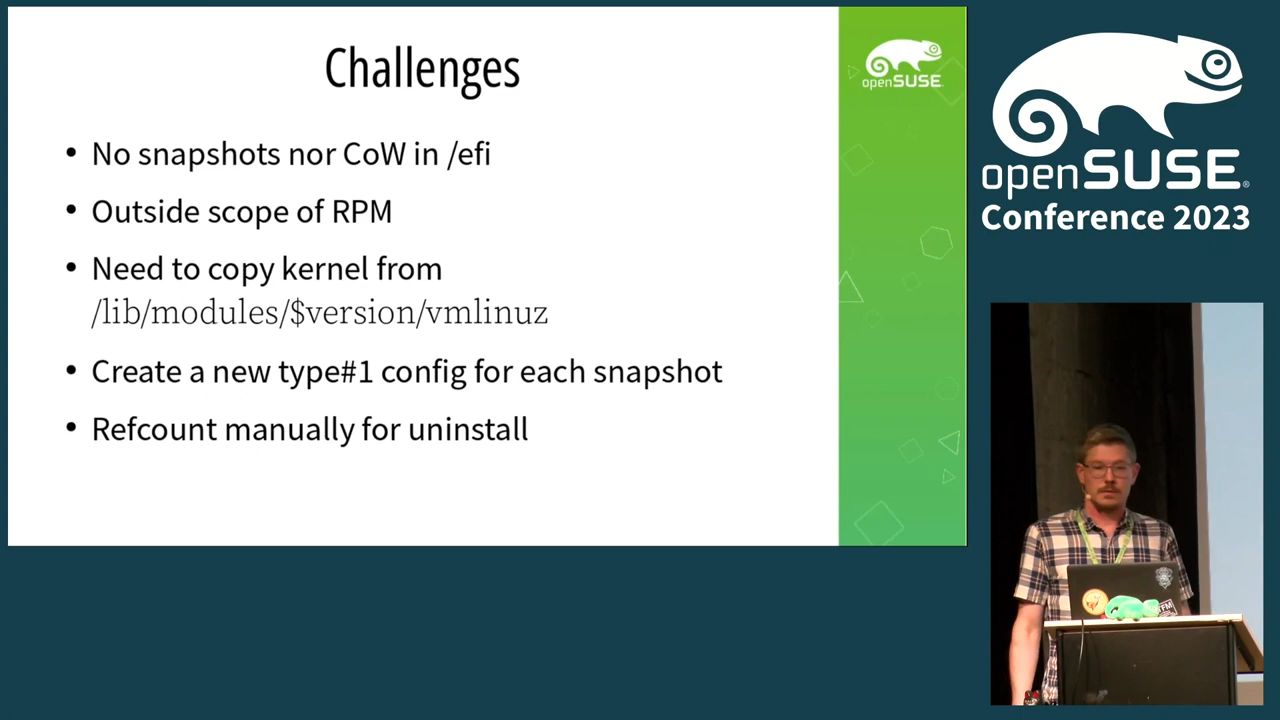 Challenges
• No snapshots nor CoW in /efi
• Outside scope of RPM
• Need to copy kernel from
/lib/modules/$version/vmlinuz
• Create a new type#1 config for each snapshot
• Refcount manually for uninstall
openSUSE
openSUSE®
Conference 2023